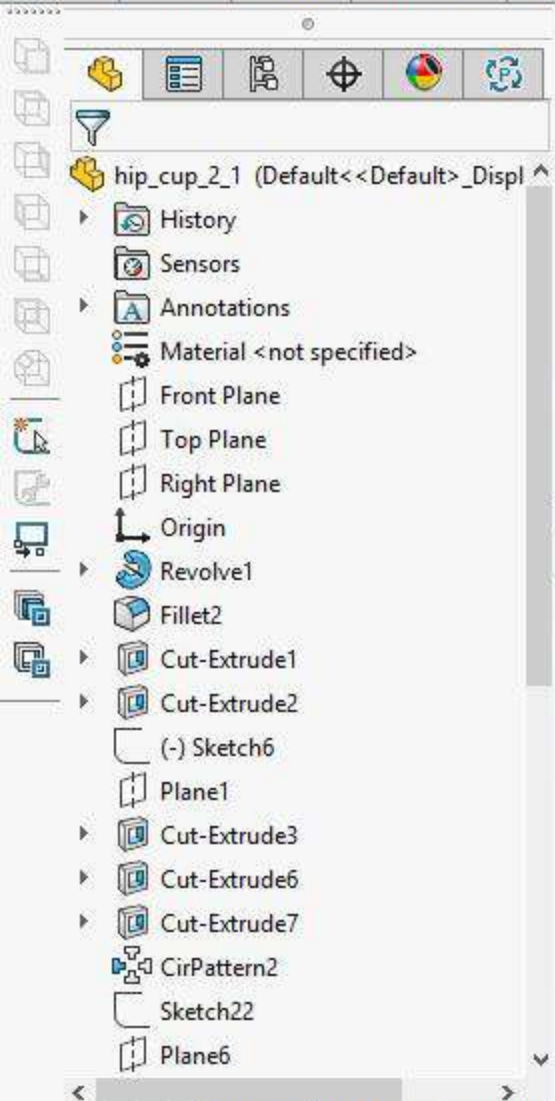 hip_cup_2_1 (Default<<Default>_Displ
History
Sensors
Annotations
Material <not specified>
Front Plane
Top Plane
Right Plane
Origin
Revolve1
Fillet2
Cut-Extrude1
Cut-Extrude2
(-) Sketch6
Plane1
Cut-Extrude3
Cut-Extrude6
Cut-Extrude7
CirPattern2
Sketch22
Plane6